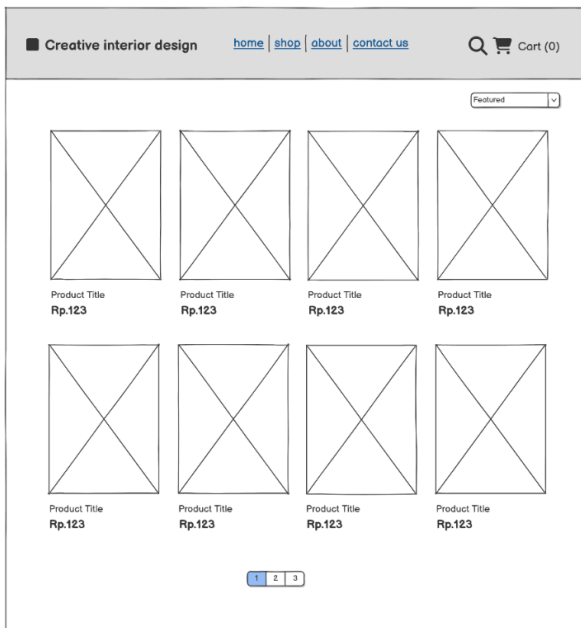 Creative interior design
home | shop | about | contact us
Cart (0)
Featured
Product Title
Rp.123
Product Title
Rp.123
Product Title
Rp.123
Product Title
Rp.123
Product Title
Rp.123
Product Title
Rp.123
Product Title
Rp.123
Product Title
Rp.123
1 2 3